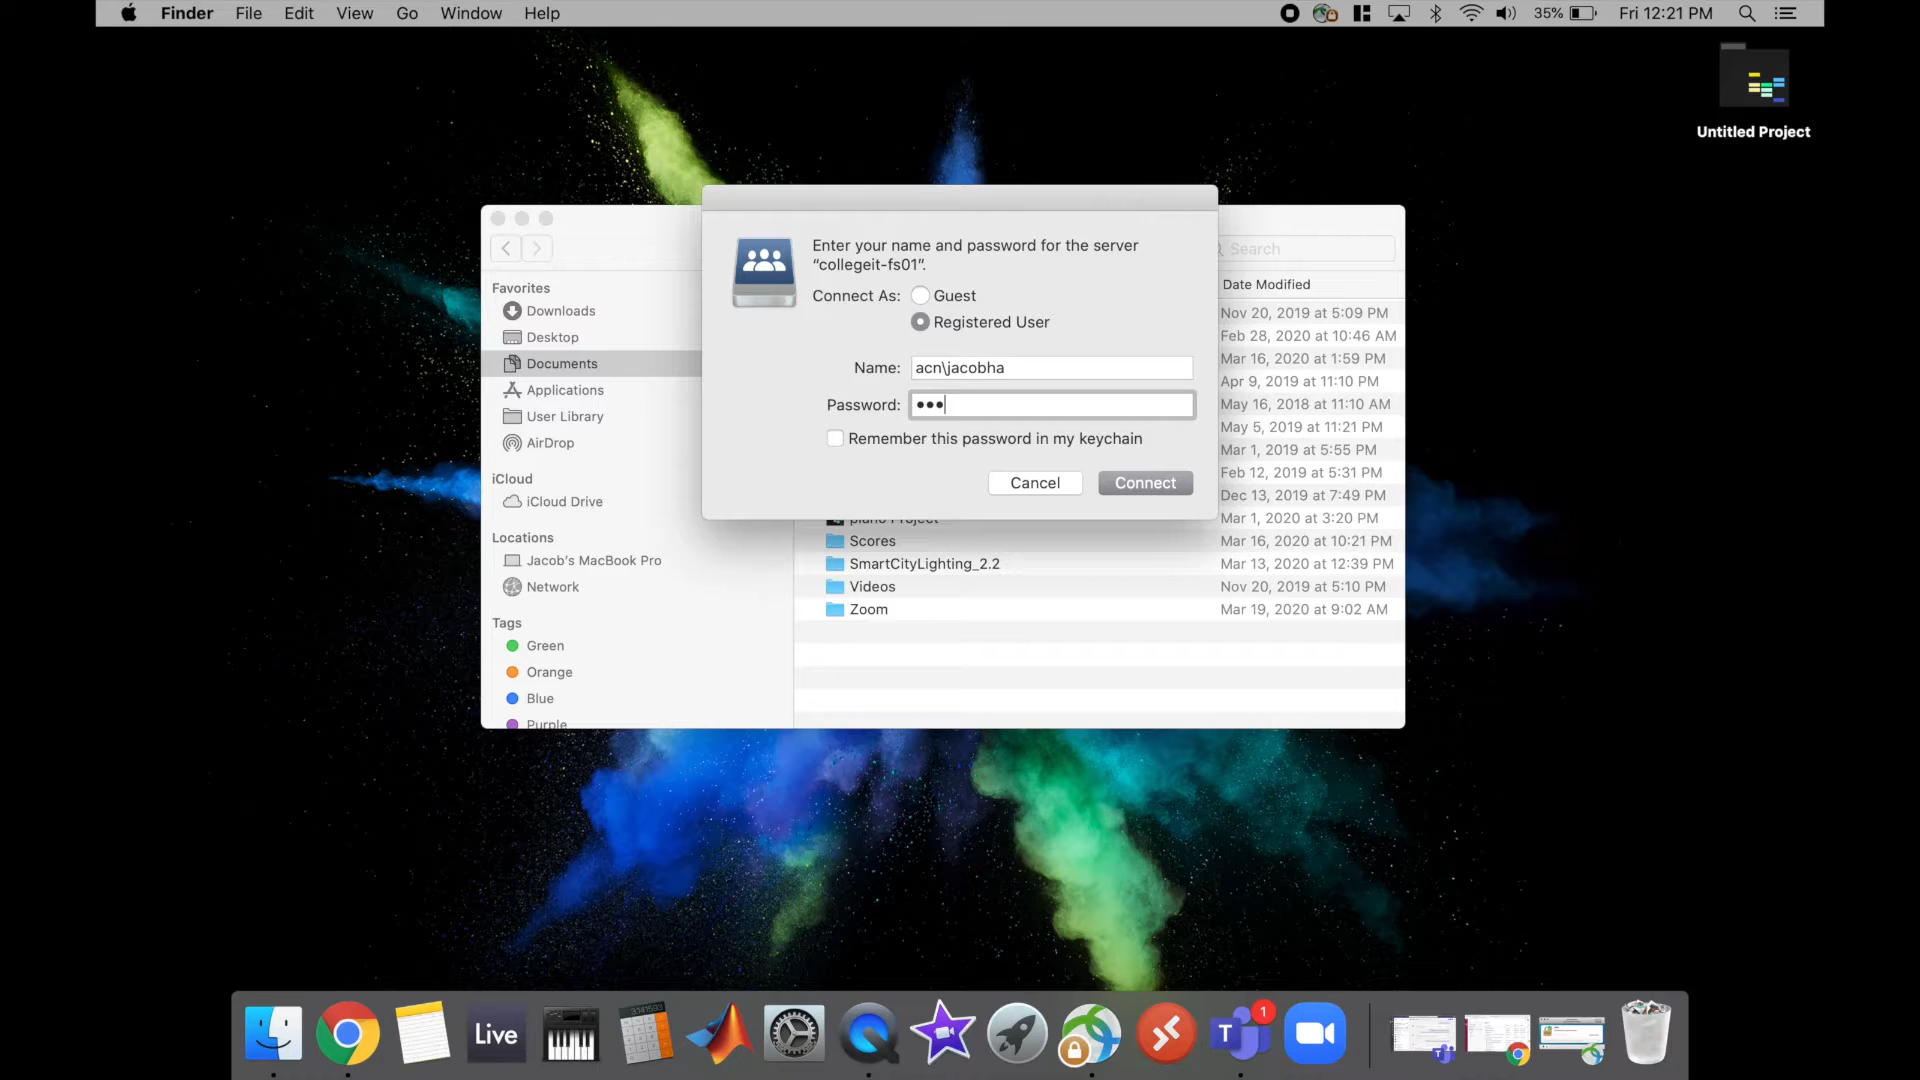 Finder File Edit View Go Window Help
35% Fri 12:21 PM
Untitled Project
Enter your name and password for the server
“collegeit-fs01”.
Connect As: Guest
Registered User
Name: acn\jacobha
Password: •••
Remember this password in my keychain
Cancel Connect
Search
Favorites
Downloads
Desktop
Documents
Applications
User Library
AirDrop
iCloud
iCloud Drive
Locations
Jacob's MacBook Pro
Network
Tags
Green
Orange
Blue
Purple
Date Modified
Nov 20, 2019 at 5:09 PM
Feb 28, 2020 at 10:46 AM
Mar 16, 2020 at 1:59 PM
Apr 9, 2019 at 11:10 PM
May 16, 2018 at 11:10 AM
May 5, 2019 at 11:21 PM
Mar 1, 2019 at 5:55 PM
Feb 12, 2019 at 5:31 PM
Dec 13, 2019 at 7:49 PM
piano Project Mar 1, 2020 at 3:20 PM
Scores Mar 16, 2020 at 10:21 PM
SmartCityLighting_2.2 Mar 13, 2020 at 12:39 PM
Videos Nov 20, 2019 at 5:10 PM
Zoom Mar 19, 2020 at 9:02 AM
Live
T
1